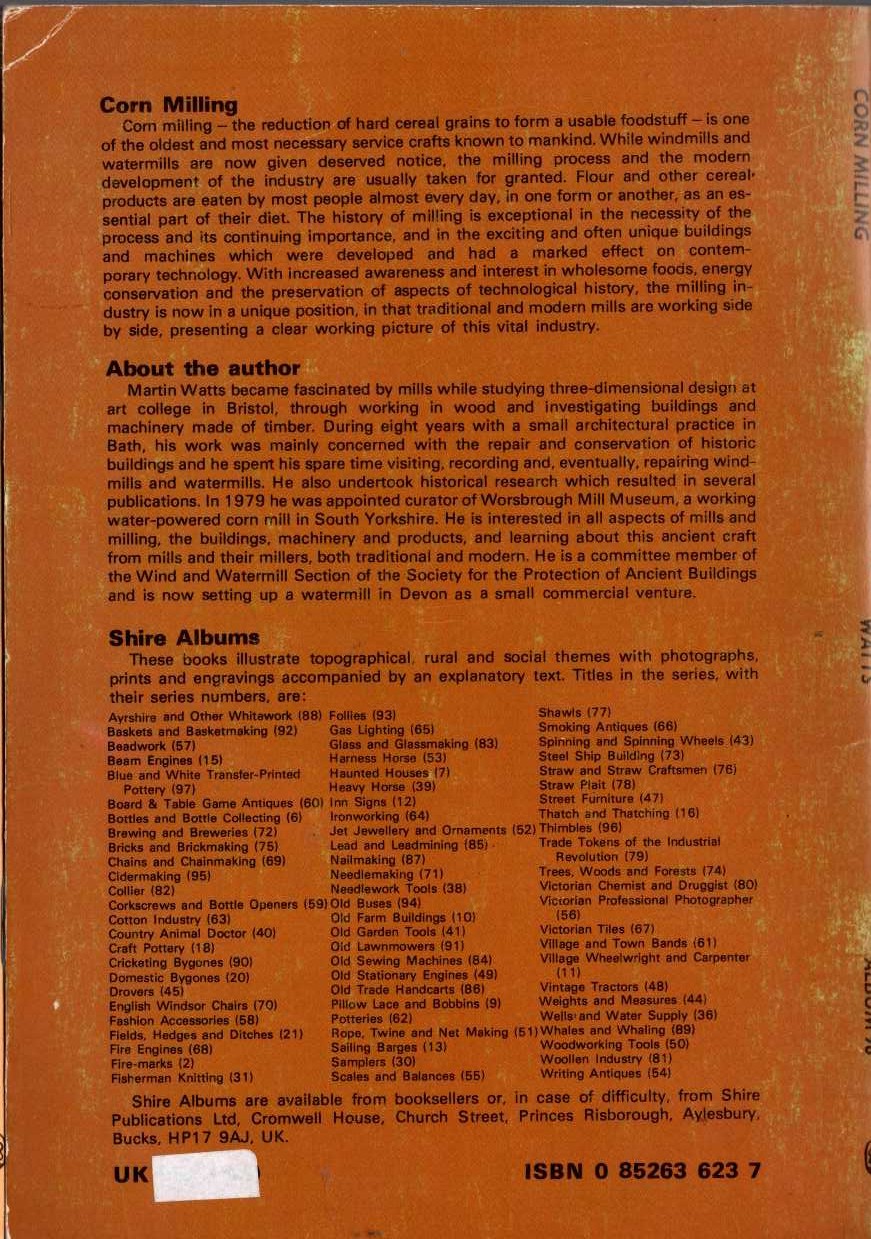 Corn Milling
Corn milling – the reduction of hard cereal grains to form a usable foodstuff – is one
of the oldest and most necessary service crafts known to mankind. While windmills and
watermills are now given deserved notice, the milling process and the modern
development of the industry are usually taken for granted. Flour and other cereal
products are eaten by most people almost every day, in one form or another, as an es-
sential part of their diet. The history of milling is exceptional in the necessity of the
process and its continuing importance, and in the exciting and often unique buildings
and machines which were developed and had a marked effect on contem-
porary technology. With increased awareness and interest in wholesome foods, energy
conservation and the preservation of aspects of technological history, the milling in-
dustry is now in a unique position, in that traditional and modern mills are working side
by side, presenting a clear working picture of this vital industry.
About the author
Martin Watts became fascinated by mills while studying three-dimensional design at
art college in Bristol, through working in wood and investigating buildings and
machinery made of timber. During eight years with a small architectural practice in
Bath, his work was mainly concerned with the repair and conservation of historic
buildings and he spent his spare time visiting, recording and, eventually, repairing wind-
mills and watermills. He also undertook historical research which resulted in several
publications. In 1979 he was appointed curator of Worsbrough Mill Museum, a working
water-powered corn mill in South Yorkshire. He is interested in all aspects of mills and
milling, the buildings, machinery and products, and learning about this ancient craft
from mills and their millers, both traditional and modern. He is a committee member of
the Wind and Watermill Section of the Society for the Protection of Ancient Buildings
and is now setting up a watermill in Devon as a small commercial venture.
Shire Albums
These books illustrate topographical, rural and social themes with photographs,
prints and engravings accompanied by an explanatory text. Titles in the series, with
their series numbers, are:
Ayrshire and Other Whitework (88)
Baskets and Basketmaking (92)
Beadwork (57)
Beam Engines (15)
Blue and White Transfer-Printed
Pottery (97)
Board & Table Game Antiques (60)
Bottles and Bottle Collecting (6)
Brewing and Breweries (72)
Bricks and Brickmaking (75)
Chains and Chainmaking (69)
Cidermaking (95)
Collier (82)
Corkscrews and Bottle Openers (59)
Cotton Industry (63)
Country Animal Doctor (40)
Craft Pottery (18)
Cricketing Bygones (90)
Domestic Bygones (20)
Drovers (45)
English Windsor Chairs (70)
Fashion Accessories (58)
Fields, Hedges and Ditches (21)
Fire Engines (68)
Fire-marks (2)
Fisherman Knitting (31)
Follies (93)
Gas Lighting (65)
Glass and Glassmaking (83)
Harness Horse (53)
Haunted Houses (7)
Heavy Horse (39)
Inn Signs (12)
Ironworking (64)
Jet Jewellery and Ornaments (52)
Lead and Leadmining (85)
Nailmaking (87)
Needlemaking (71)
Needlework Tools (38)
Old Buses (94)
Old Farm Buildings (10)
Old Garden Tools (41)
Old Lawnmowers (91)
Old Sewing Machines (84)
Old Stationary Engines (49)
Old Trade Handcarts (86)
Pillow Lace and Bobbins (9)
Potteries (62)
Rope, Twine and Net Making (51)
Sailing Barges (13)
Samplers (30)
Scales and Balances (55)
Shawls (77)
Smoking Antiques (66)
Spinning and Spinning Wheels (43)
Steel Ship Building (73)
Straw and Straw Craftsmen (76)
Straw Plait (78)
Street Furniture (47)
Thatch and Thatching (16)
Thimbles (96)
Trade Tokens of the Industrial
Revolution (79)
Trees, Woods and Forests (74)
Victorian Chemist and Druggist (80)
Victorian Professional Photographer
(56)
Victorian Tiles (67)
Village and Town Bands (61)
Village Wheelwright and Carpenter
(11)
Vintage Tractors (48)
Weights and Measures (44)
Wells and Water Supply (36)
Whales and Whaling (89)
Woodworking Tools (50)
Woollen Industry (81)
Writing Antiques (54)
Shire Albums are available from booksellers or, in case of difficulty, from Shire
Publications Ltd, Cromwell House, Church Street, Princes Risborough, Aylesbury,
Bucks, HP17 9AJ, UK.
UK
ISBN 0 85263 623 7
CORN MILLING
WATTS